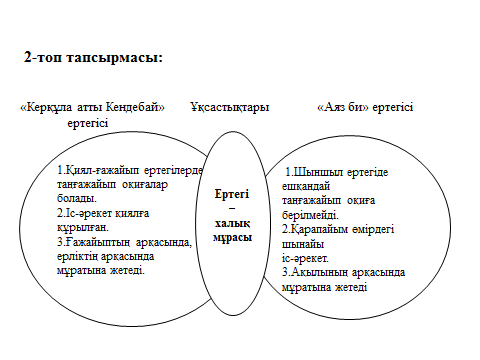 2-топ тапсырмасы:
«Керқұла атты Кендебай» ертегісі
Ұқсастықтары
«Аяз би» ертегісі
1.Қиял-ғажайып ертегілерде
таңғажайып оқиғалар
болады.
2.Іс-әрекет қиялға
құрылған.
3.Ғажайыптың арқасында,
ерліктің арқасында
мұратына жетеді.
Ертегі
–
халық
мұрасы
1.Шыншыл ертегіде
ешкандай
таңғажайып оқиға
берілмейді.
2.Қарапайым өмірдегі
шынайы
іс-әрекет.
3.Ақылының арқасында
мұратына жетеді